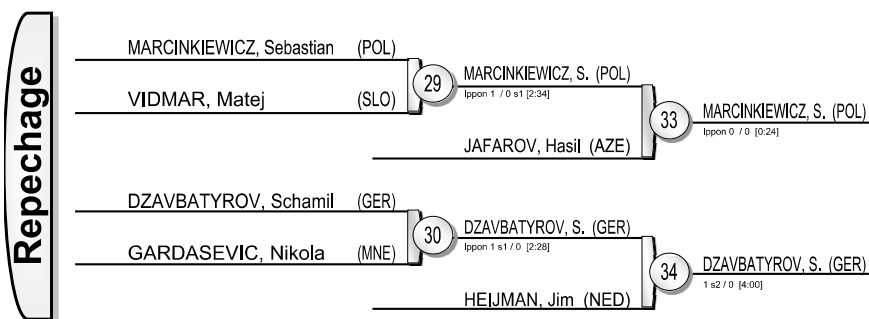 Repechage
MARCINKIEWICZ, Sebastian (POL)
VIDMAR, Matej (SLO)
29
MARCINKIEWICZ, S. (POL)
Ippon 1 / 0 s1 [2:34]
JAFAROV, Hasil (AZE)
33
MARCINKIEWICZ, S. (POL)
Ippon 0 / 0 [0:24]
DZAVBATYROV, Schamil (GER)
GARDASEVIC, Nikola (MNE)
30
DZAVBATYROV, S. (GER)
Ippon 1 s1 / 0 [2:28]
HEIJMAN, Jim (NED)
34
DZAVBATYROV, S. (GER)
1 s2 / 0 [4:00]